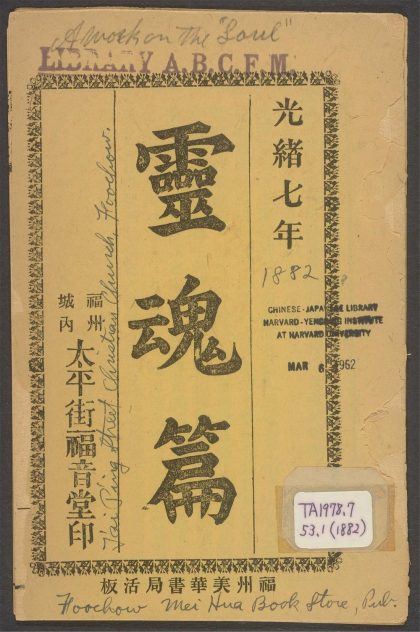 "A work on the "Soul"
LIBRARY A.B.C.F.M.
光緒七年
1882
靈魂篇
福州城內
太平街福音堂印
Tai Ping Street Christian Church, Foochow.
CHINESE-JAPANESE LIBRARY
HARVARD-YENCHING INSTITUTE
AT HARVARD UNIVERSITY
MAR 6 1962
TA1978.7
53.1 (1882)
福州美華書局活板
Foochow Mei Hua Book Store, Pub.